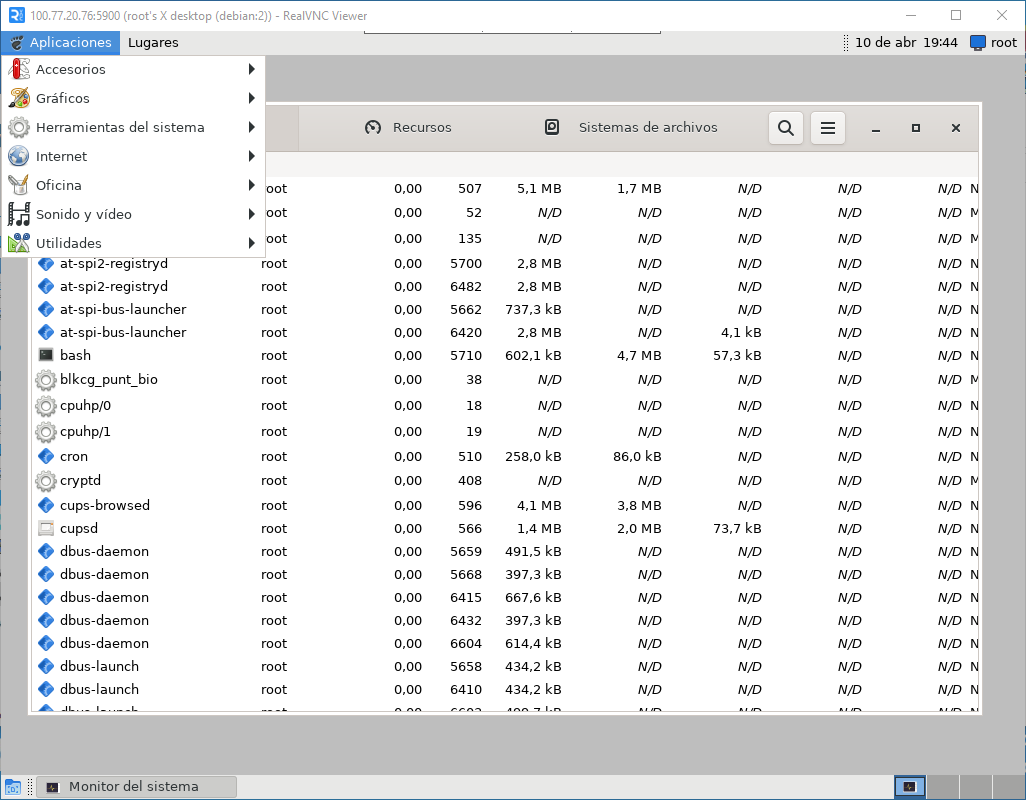 100.77.20.76:5900 (root's X desktop (debian:2)) - RealVNC Viewer
Aplicaciones Lugares 10 de abr 19:44 root
Accesorios
Gráficos
Herramientas del sistema
Internet
Oficina
Sonido y vídeo
Utilidades
Recursos Sistemas de archivos
oot 0,00 507 5,1 MB 1,7 MB N/D N/D N/D N
oot 0,00 52 N/D N/D N/D N/D N/D M
oot 0,00 135 N/D N/D N/D N/D N/D M
at-spi2-registryd root 0,00 5700 2,8 MB N/D N/D N/D N/D N
at-spi2-registryd root 0,00 6482 2,8 MB N/D N/D N/D N/D N
at-spi-bus-launcher root 0,00 5662 737,3 kB N/D N/D N/D N/D N
at-spi-bus-launcher root 0,00 6420 2,8 MB N/D 4,1 kB N/D N/D N
bash root 0,00 5710 602,1 kB 4,7 MB 57,3 kB N/D N/D N
blkcg_punt_bio root 0,00 38 N/D N/D N/D N/D N/D M
cpuhp/0 root 0,00 18 N/D N/D N/D N/D N/D N
cpuhp/1 root 0,00 19 N/D N/D N/D N/D N/D N
cron root 0,00 510 258,0 kB 86,0 kB N/D N/D N/D N
cryptd root 0,00 408 N/D N/D N/D N/D N/D M
cups-browsed root 0,00 596 4,1 MB 3,8 MB N/D N/D N/D N
cupsd root 0,00 566 1,4 MB 2,0 MB 73,7 kB N/D N/D N
dbus-daemon root 0,00 5659 491,5 kB N/D N/D N/D N/D N
dbus-daemon root 0,00 5668 397,3 kB N/D N/D N/D N/D N
dbus-daemon root 0,00 6415 667,6 kB N/D N/D N/D N/D N
dbus-daemon root 0,00 6432 397,3 kB N/D N/D N/D N/D N
dbus-daemon root 0,00 6604 614,4 kB N/D N/D N/D N/D N
dbus-launch root 0,00 5658 434,2 kB N/D N/D N/D N/D N
dbus-launch root 0,00 6410 434,2 kB N/D N/D N/D N/D N
Monitor del sistema